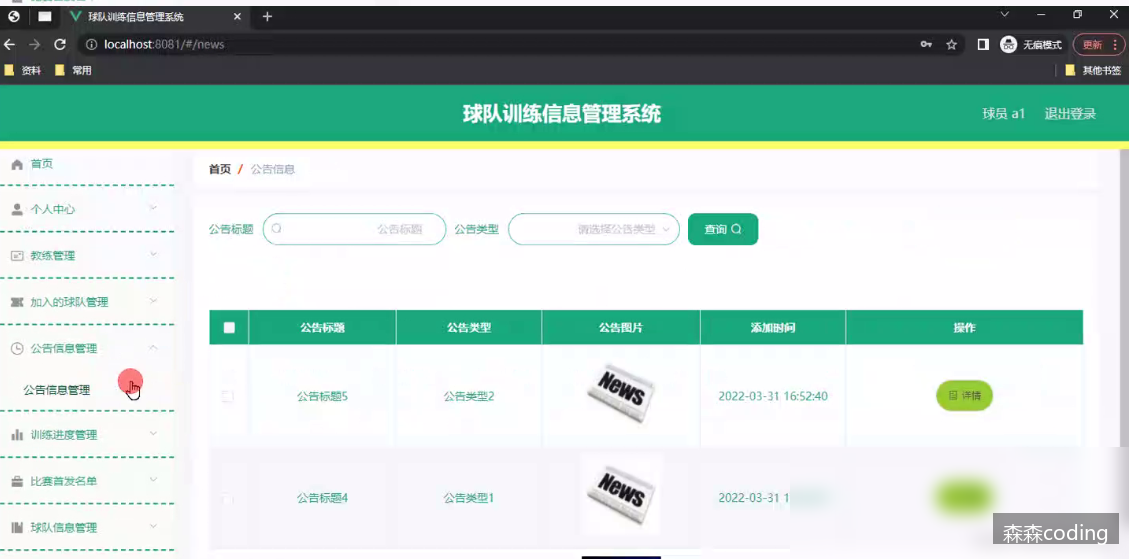 球队训练信息管理系统
localhost:8081/#/news
无痕模式
更新
资料
常用
其他书签
球队训练信息管理系统
球员 a1
退出登录
首页
个人中心
教练管理
加入的球队管理
公告信息管理
公告信息管理
训练进度管理
比赛首发名单
球队信息管理
首页 / 公告信息
公告标题
公告标题
公告类型
请选择公告类型
查询
公告标题 公告类型 公告图片 添加时间 操作
公告标题5 公告类型2 News 2022-03-31 16:52:40 详情
公告标题4 公告类型1 News 2022-03-31 1
森森coding